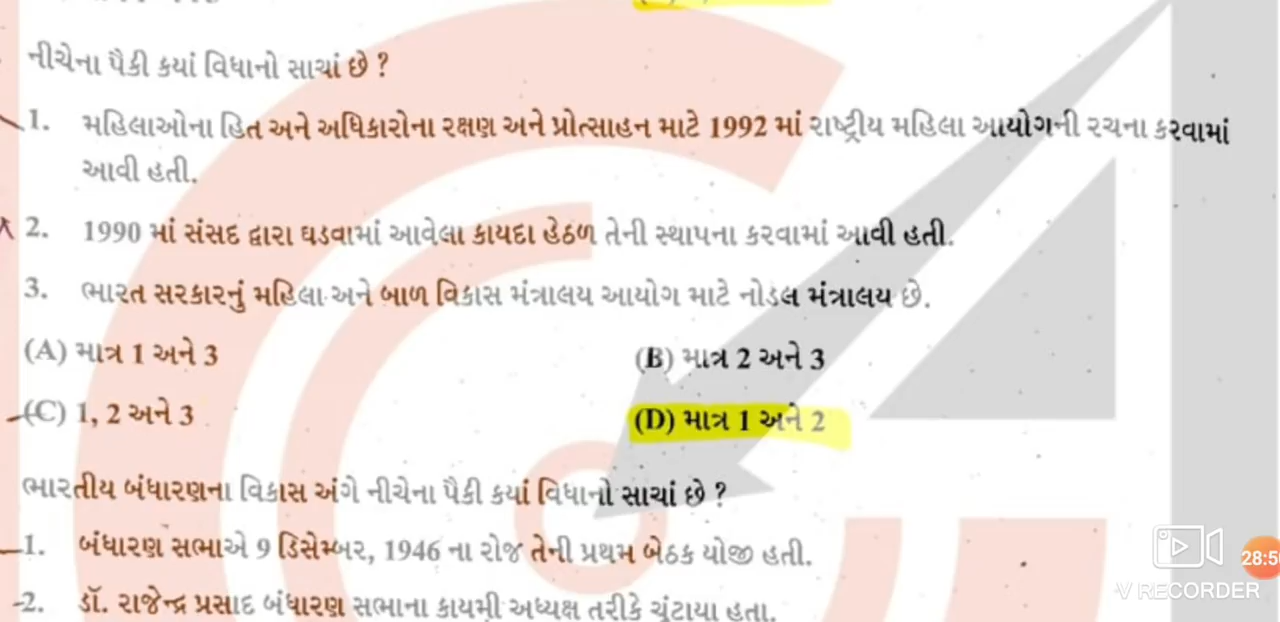 નીચેના પૈકી કયાં વિધાનો સાચાં છે ?
1. મહિલાઓના હિત અને અધિકારોના રક્ષણ અને પ્રોત્સાહન માટે 1992 માં રાષ્ટ્રીય મહિલા આયોગની રચના કરવામાં
આવી હતી.
2. 1990 માં સંસદ દ્વારા ઘડવામાં આવેલા કાયદા હેઠળ તેની સ્થાપના કરવામાં આવી હતી.
3. ભારત સરકારનું મહિલા અને બાળ વિકાસ મંત્રાલય આયોગ માટે નોડલ મંત્રાલય છે.
(A) માત્ર 1 અને 3
(B) માત્ર 2 અને 3
(C) 1, 2 અને 3
(D) માત્ર 1 અને 2
ભારતીય બંધારણના વિકાસ અંગે નીચેના પૈકી કયાં વિધાનો સાચાં છે ?
1. બંધારણ સભાએ 9 ડિસેમ્બર, 1946 ના રોજ તેની પ્રથમ બેઠક યોજી હતી.
2. ડૉ. રાજેન્દ્ર પ્રસાદ બંધારણ સભાના કાયમી અધ્યક્ષ તરીકે ચૂંટાયા હતા.
V RECORDER